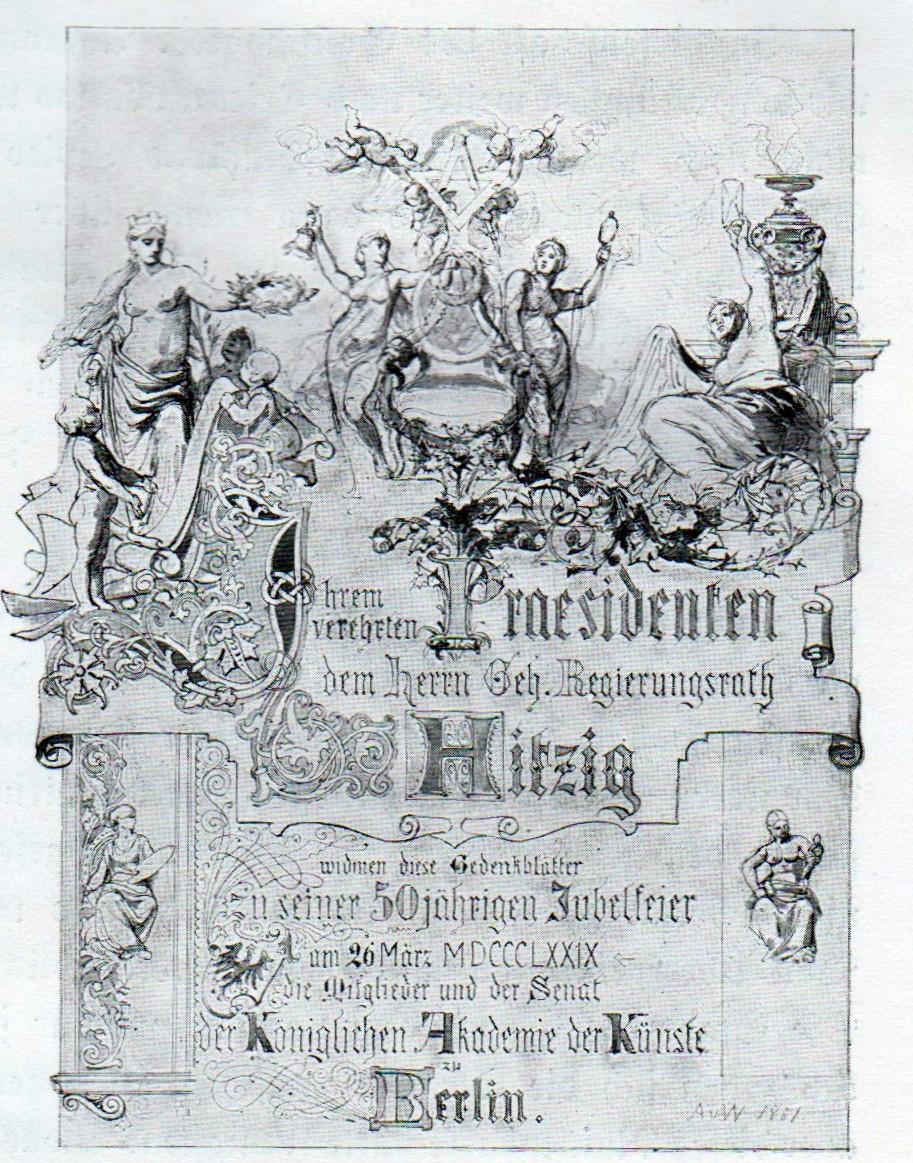 Ihrem
verehrten Praesidenten
dem Herrn Geh. Regierungsrath
Hitzig
widmen diese Gedenkblätter
zu seiner 50jährigen Jubelfeier
am 26 März MDCCCLXXIX
die Mitglieder und der Senat
der Königlichen Akademie der Künste
zu
Berlin.
AvW